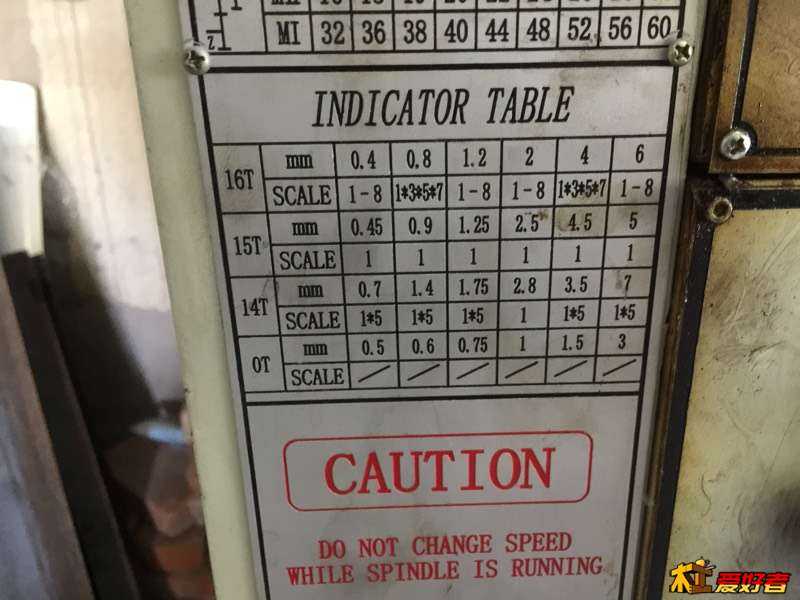 MI 32 36 38 40 44 48 52 56 60
INDICATOR TABLE
16T mm 0.4 0.8 1.2 2 4 6
SCALE 1-8 1*3*5*7 1-8 1-8 1*3*5*7 1-8
15T mm 0.45 0.9 1.25 2.5 4.5 5
SCALE 1 1 1 1 1 1
14T mm 0.7 1.4 1.75 2.8 3.5 7
SCALE 1*5 1*5 1*5 1 1*5 1*5
0T mm 0.5 0.6 0.75 1 1.5 3
SCALE / / / / / /
CAUTION
DO NOT CHANGE SPEED
WHILE SPINDLE IS RUNNING
爱好者